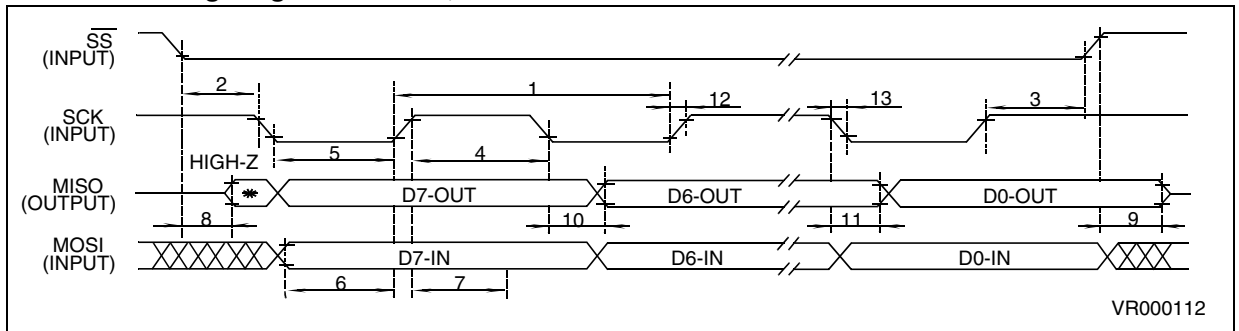 SS
(INPUT)
2
1
12
13
3
SCK
(INPUT)
5
4
HIGH-Z
MISO
(OUTPUT)
*
D7-OUT
D6-OUT
D0-OUT
8
10
11
9
MOSI
(INPUT)
D7-IN
D6-IN
D0-IN
6
7
VR000112